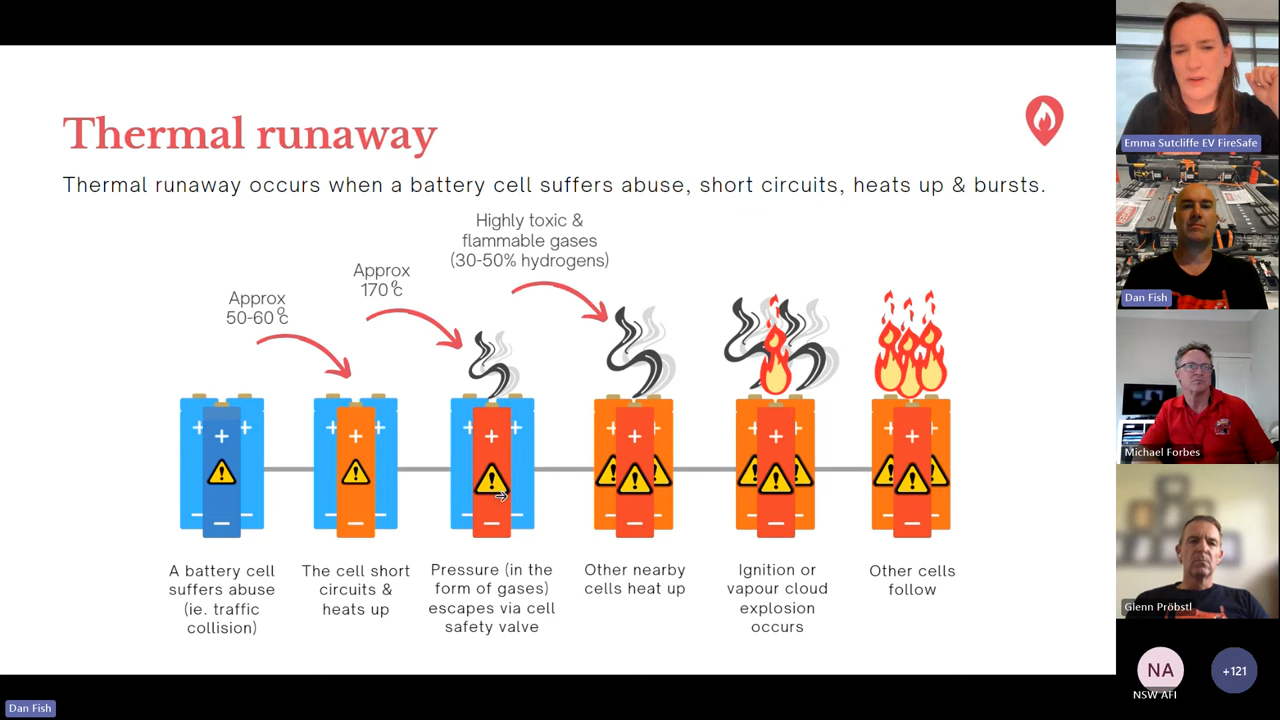 Thermal runaway
Thermal runaway occurs when a battery cell suffers abuse, short circuits, heats up & bursts.
Highly toxic &
flammable gases
(30-50% hydrogens)
Approx
170°c
Approx
50-60°c
A battery cell
suffers abuse
(ie. traffic
collision)
The cell short
circuits &
heats up
Pressure (in the
form of gases)
escapes via cell
safety valve
Other nearby
cells heat up
Ignition or
vapour cloud
explosion
occurs
Other cells
follow
Emma Sutcliffe EV FireSafe
Dan Fish
Michael Forbes
Glenn Pröbstl
NA
NSW AFI
+121
Dan Fish